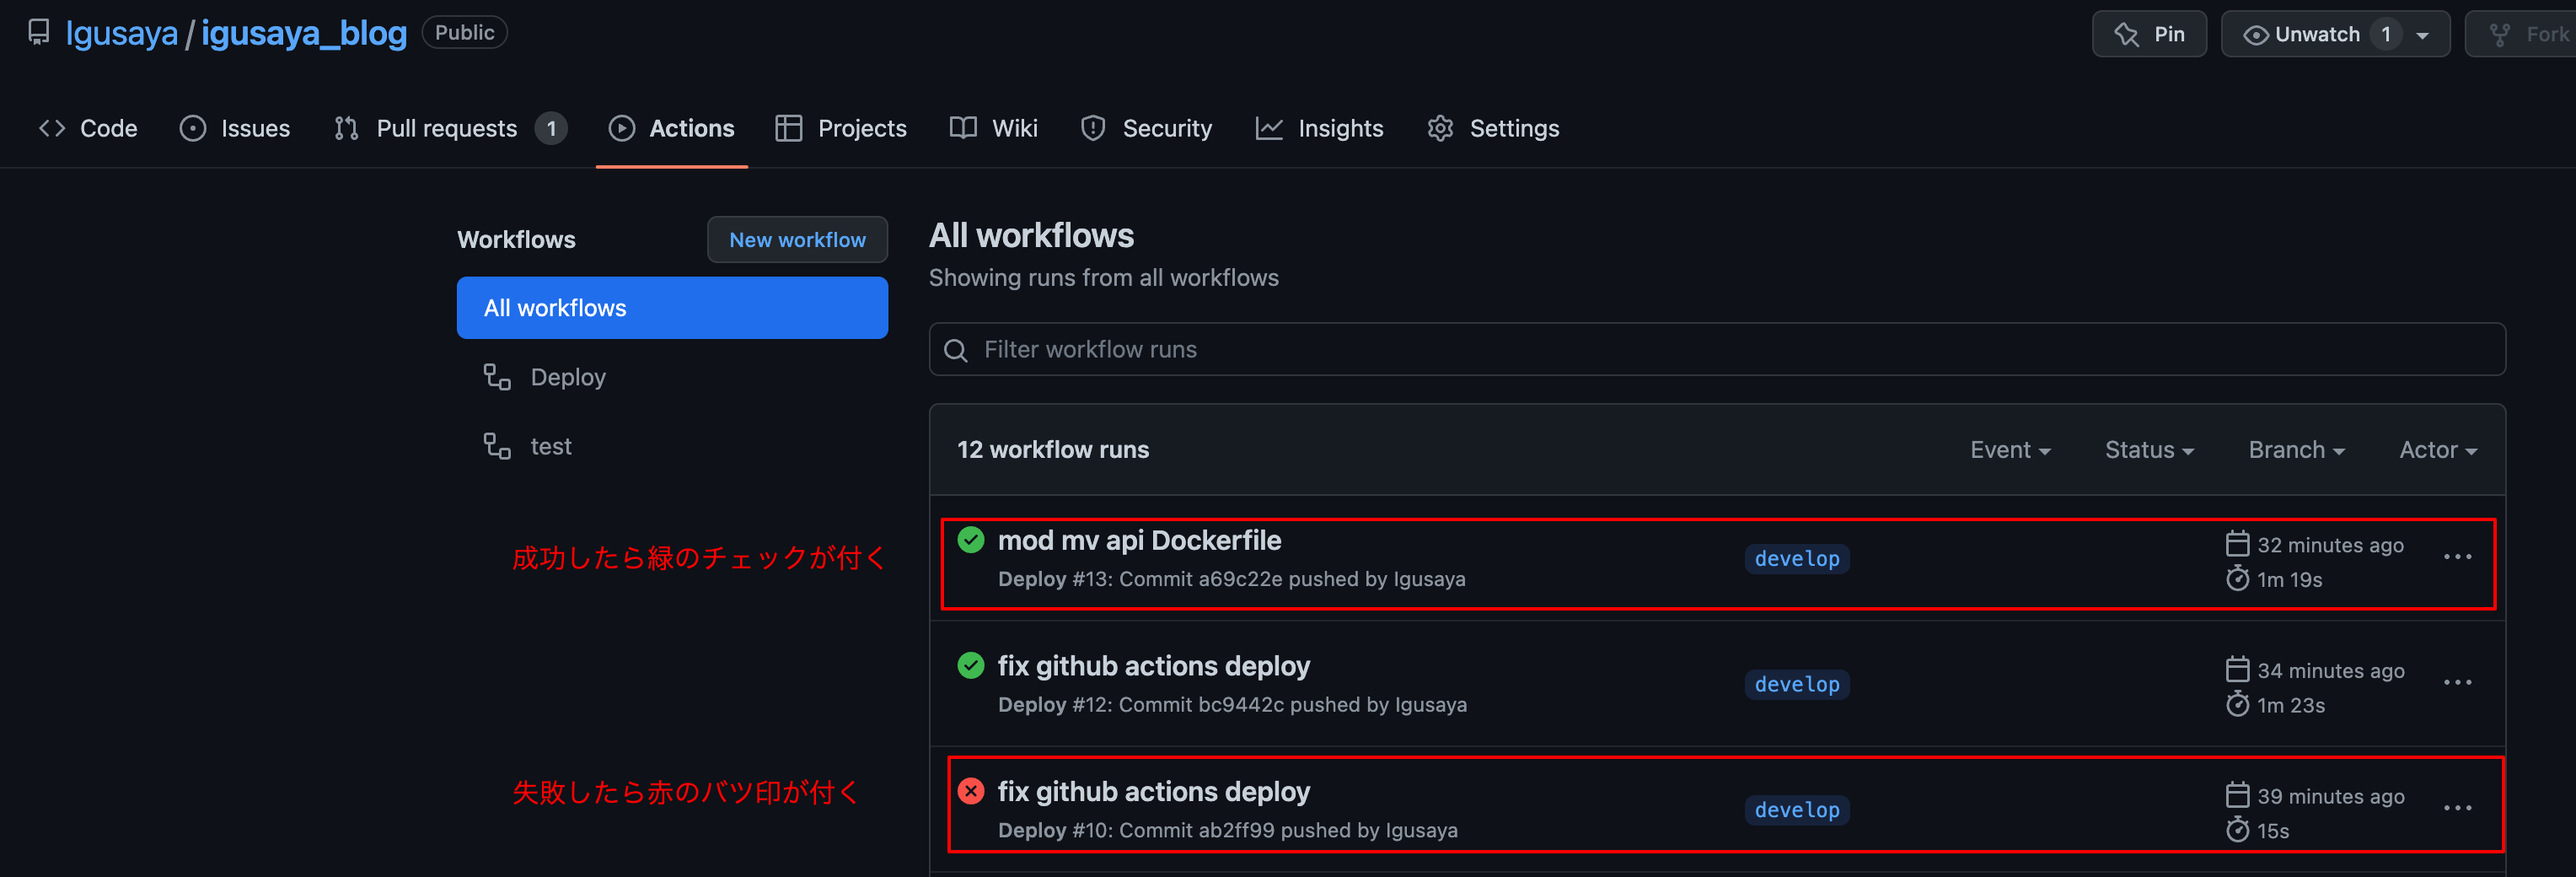 Igusaya / igusaya_blog Public
Pin
Unwatch 1
Fork
Code
Issues
Pull requests 1
Actions
Projects
Wiki
Security
Insights
Settings
Workflows
New workflow
All workflows
Deploy
test
成功したら緑のチェックが付く
失敗したら赤のバツ印が付く
All workflows
Showing runs from all workflows
Filter workflow runs
12 workflow runs
Event
Status
Branch
Actor
mod mv api Dockerfile
Deploy #13: Commit a69c22e pushed by Igusaya
develop
32 minutes ago
1m 19s
fix github actions deploy
Deploy #12: Commit bc9442c pushed by Igusaya
develop
34 minutes ago
1m 23s
fix github actions deploy
Deploy #10: Commit ab2ff99 pushed by Igusaya
develop
39 minutes ago
15s